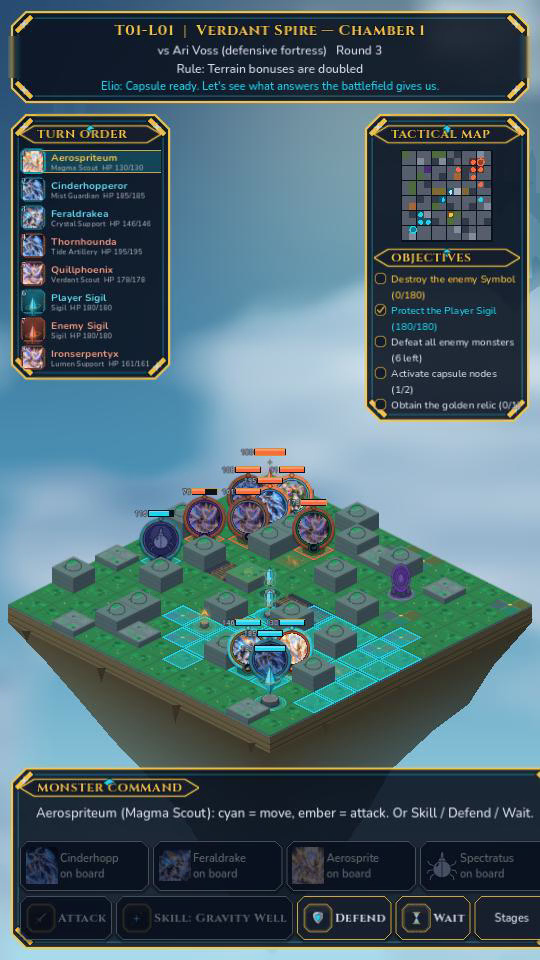 T01-L01 | Verdant Spire — Chamber 1
vs Ari Voss (defensive fortress) Round 3
Rule: Terrain bonuses are doubled
Elio: Capsule ready. Let's see what answers the battlefield gives us.
Turn Order
Aerospriteum
Magma Scout HP 130/130
Cinderhopperor
Mist Guardian HP 185/185
Feraldrakea
Crystal Support HP 146/146
Thornhounda
Tide Artillery HP 195/195
Quillphoenix
Verdant Scout HP 178/178
Player Sigil
Sigil HP 180/180
Enemy Sigil
Sigil HP 180/180
Ironserpentyx
Lumen Support HP 161/161
Tactical Map
Objectives
Destroy the enemy Symbol
(0/180)
Protect the Player Sigil
(180/180)
Defeat all enemy monsters
(6 left)
Activate capsule nodes
(1/2)
Obtain the golden relic (0/1
Monster Command
Aerospriteum (Magma Scout): cyan = move, ember = attack. Or Skill / Defend / Wait.
Cinderhopp
on board
Feraldrake
on board
Aerosprite
on board
Spectratus
on board
Attack
Skill: Gravity Well
Defend
Wait
Stages